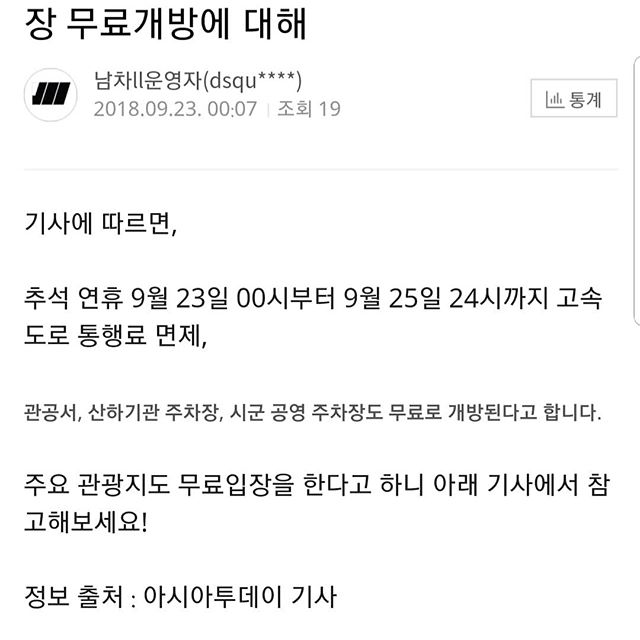 장 무료개방에 대해
남차ll운영자(dsqu****)
2018.09.23. 00:07 | 조회 19
통계
기사에 따르면,
추석 연휴 9월 23일 00시부터 9월 25일 24시까지 고속
도로 통행료 면제,
관공서, 산하기관 주차장, 시군 공영 주차장도 무료로 개방된다고 합니다.
주요 관광지도 무료입장을 한다고 하니 아래 기사에서 참
고해보세요!
정보 출처 : 아시아투데이 기사